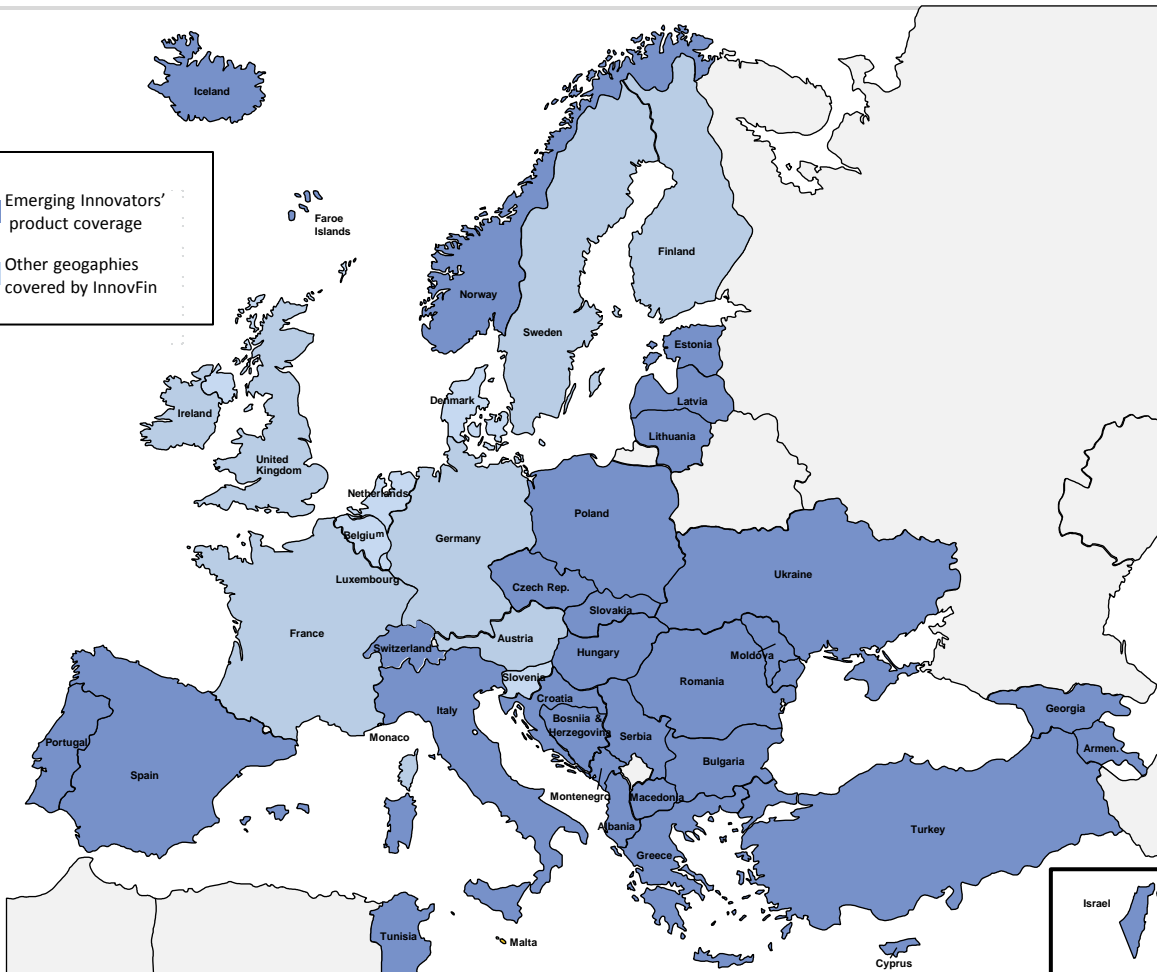 Iceland
Emerging Innovators’
product coverage
Other geogaphies
covered by InnovFin
Faroe
Islands
Norway
Finland
Sweden
Estonia
Latvia
Lithuania
Denmark
Ireland
United
Kingdom
Netherlands
Belgium
Luxembourg
Germany
Poland
Czech Rep.
Slovakia
Ukraine
France
Switzerland
Austria
Hungary
Moldova
Romania
Slovenia
Croatia
Bosniia &
Herzegovina
Serbia
Italy
Monaco
Portugal
Spain
Bulgaria
Georgia
Armen.
Montenegro
Macedonia
Albania
Greece
Turkey
Israel
Tunisia
Malta
Cyprus